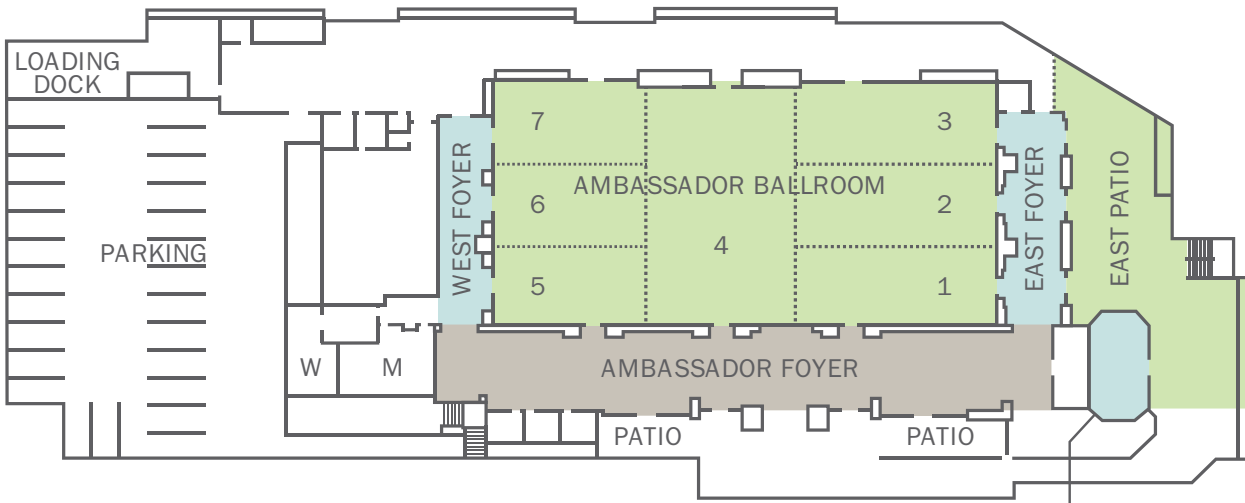 LOADING
DOCK
7
3
AMBASSADOR BALLROOM
6
2
WEST FOYER
EAST FOYER
EAST PATIO
PARKING
4
5
1
W
M
AMBASSADOR FOYER
PATIO
PATIO